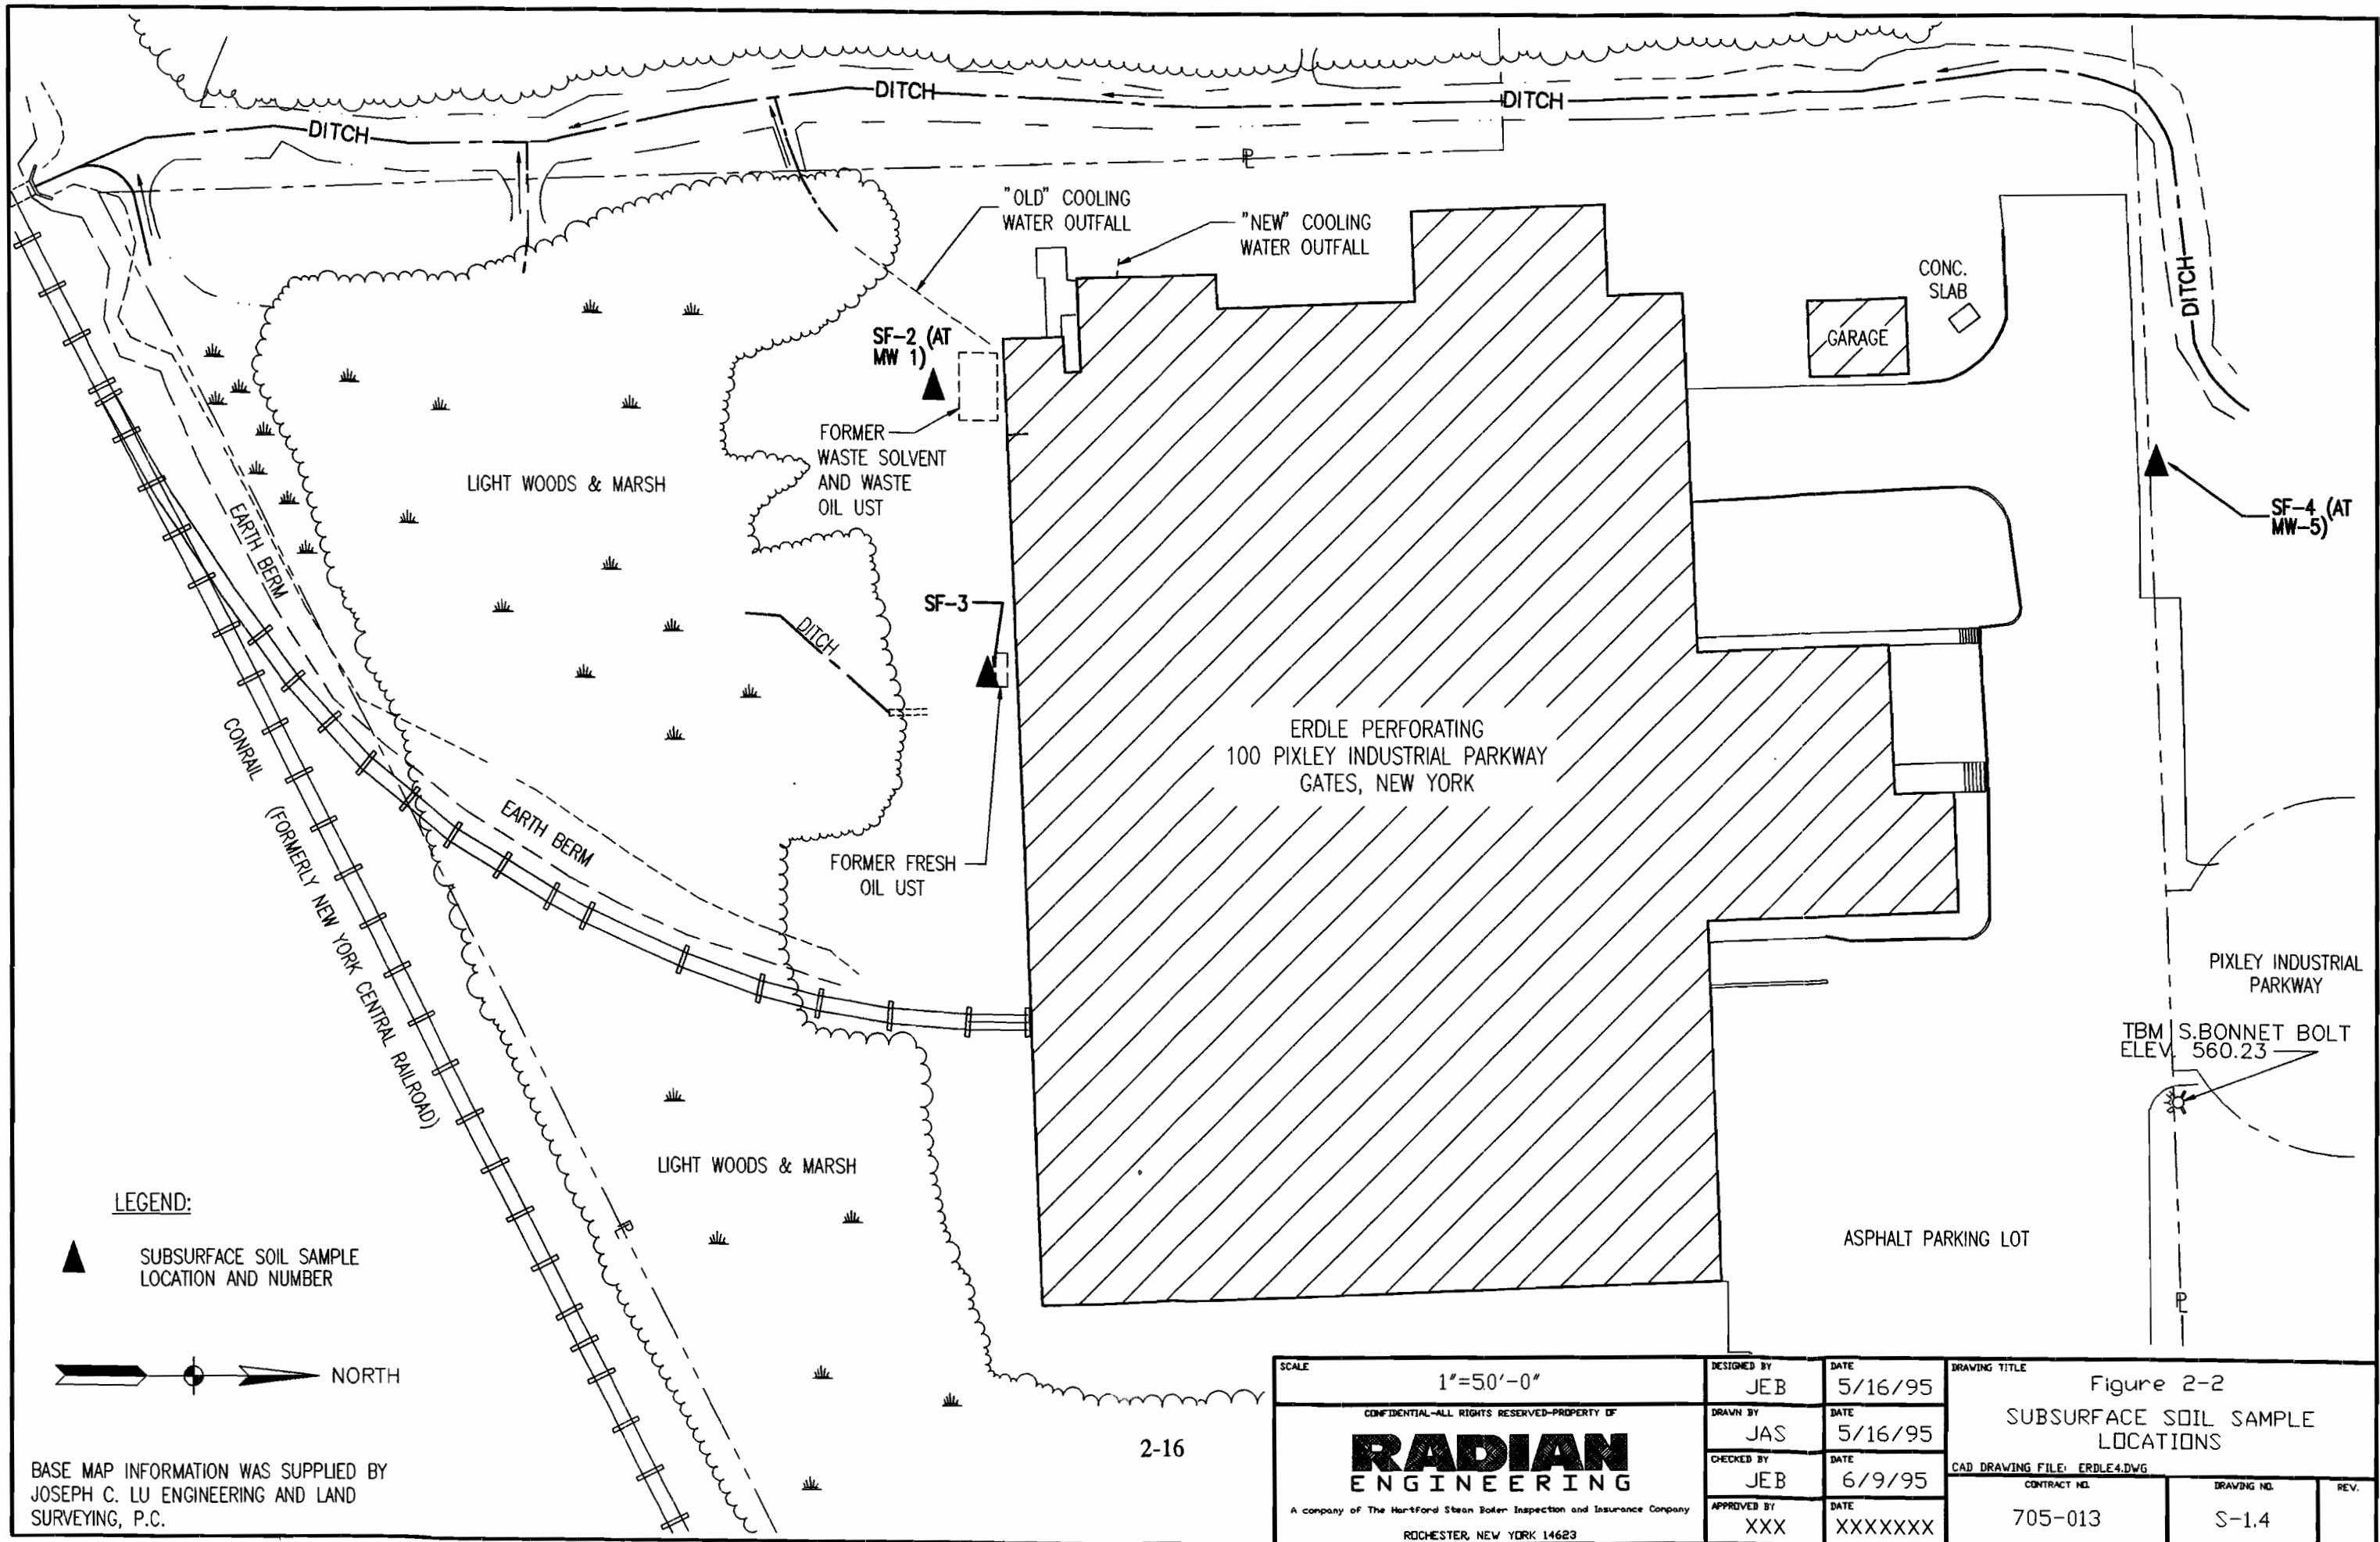 DITCH
DITCH
DITCH
DITCH
"OLD" COOLING
WATER OUTFALL
"NEW" COOLING
WATER OUTFALL
CONC.
SLAB
GARAGE
SF-2 (AT
MW 1)
FORMER
WASTE SOLVENT
AND WASTE
OIL UST
LIGHT WOODS & MARSH
EARTH BERM
SF-4 (AT
MW-5)
SF-3
DITCH
ERDLE PERFORATING
100 PIXLEY INDUSTRIAL PARKWAY
GATES, NEW YORK
CONRAIL (FORMERLY NEW YORK CENTRAL RAILROAD)
EARTH BERM
FORMER FRESH
OIL UST
PIXLEY INDUSTRIAL
PARKWAY
TBM S.BONNET BOLT
ELEV. 560.23
LIGHT WOODS & MARSH
ASPHALT PARKING LOT
LEGEND:
SUBSURFACE SOIL SAMPLE
LOCATION AND NUMBER
NORTH
BASE MAP INFORMATION WAS SUPPLIED BY
JOSEPH C. LU ENGINEERING AND LAND
SURVEYING, P.C.
2-16
SCALE
1"=50'-0"
CONFIDENTIAL-ALL RIGHTS RESERVED-PROPERTY OF
RADIAN
ENGINEERING
A company of The Hartford Steam Boiler Inspection and Insurance Company
ROCHESTER, NEW YORK 14623
DESIGNED BY
JEB
DATE
5/16/95
DRAWN BY
JAS
DATE
5/16/95
CHECKED BY
JEB
DATE
6/9/95
APPROVED BY
XXX
DATE
XXXXXXX
DRAWING TITLE
Figure 2-2
SUBSURFACE SOIL SAMPLE
LOCATIONS
CAD DRAWING FILE: ERDLE4.DWG
CONTRACT NO.
705-013
DRAWING NO.
S-1.4
REV.